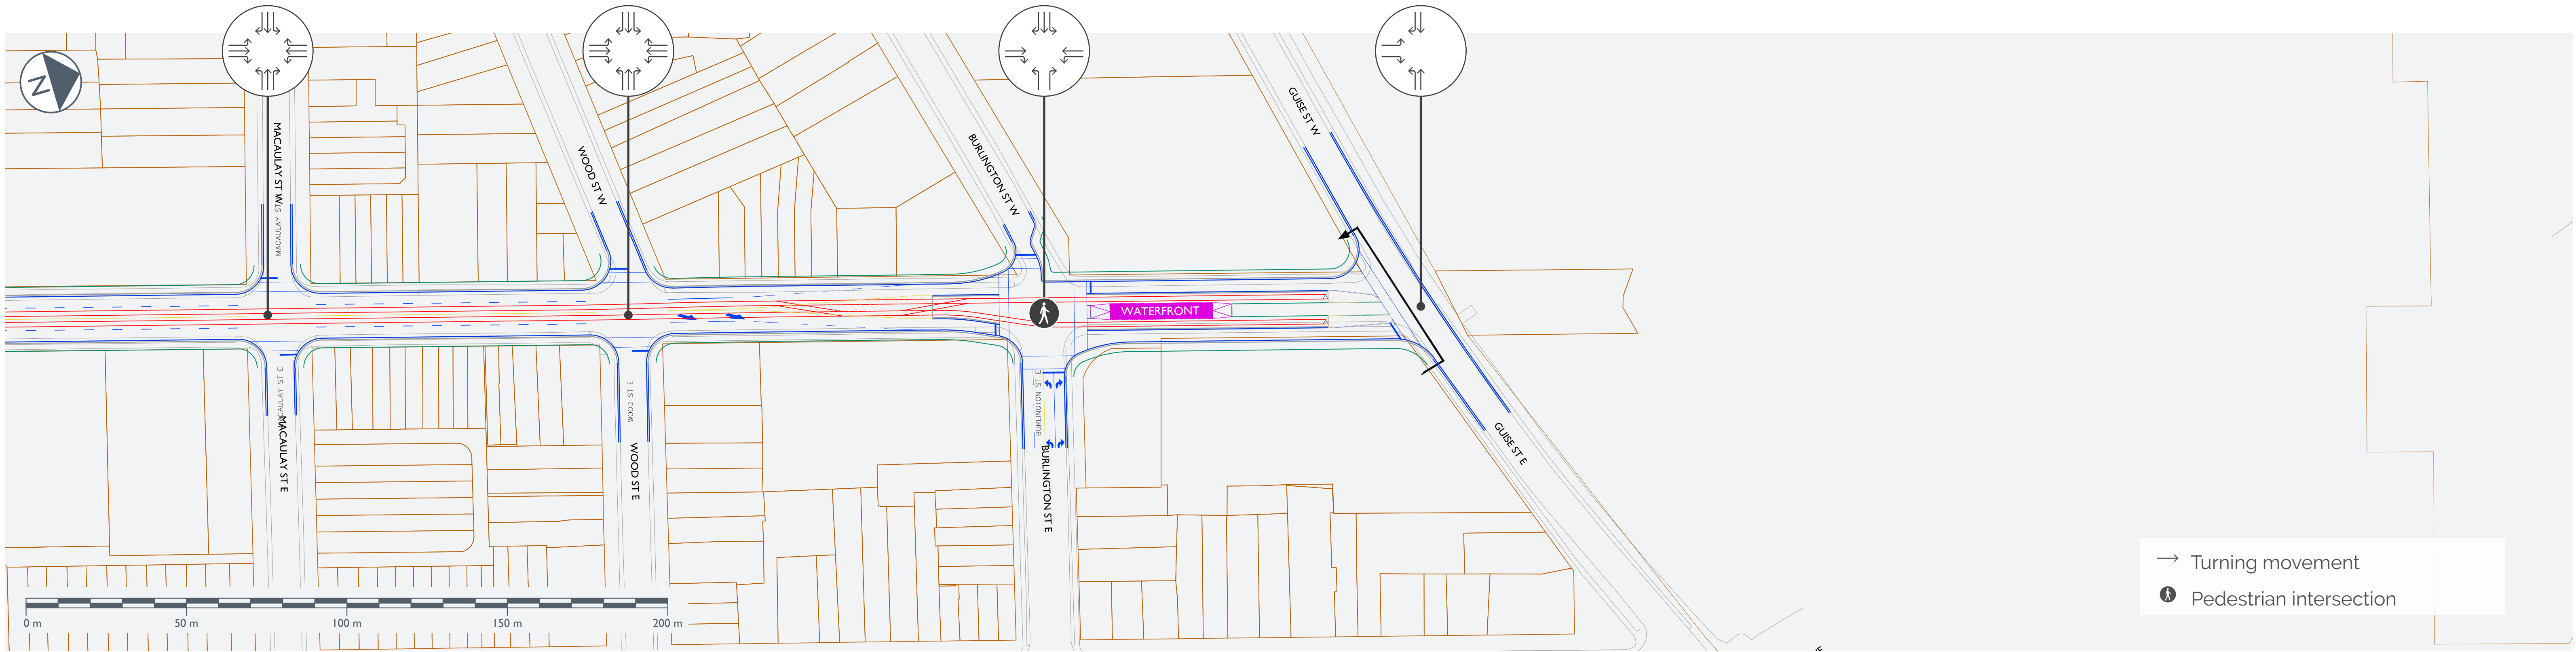 N
MACAULAY ST W
MACAULAY ST
WOOD ST W
BURLINGTON ST W
GUISE ST W
WATERFRONT
MACAULAY ST E
MACAULAY ST E
WOOD ST E
WOOD ST E
BURLINGTON ST E
BURLINGTON ST E
GUISE ST E
Turning movement
Pedestrian intersection
0 m
50 m
100 m
150 m
200 m